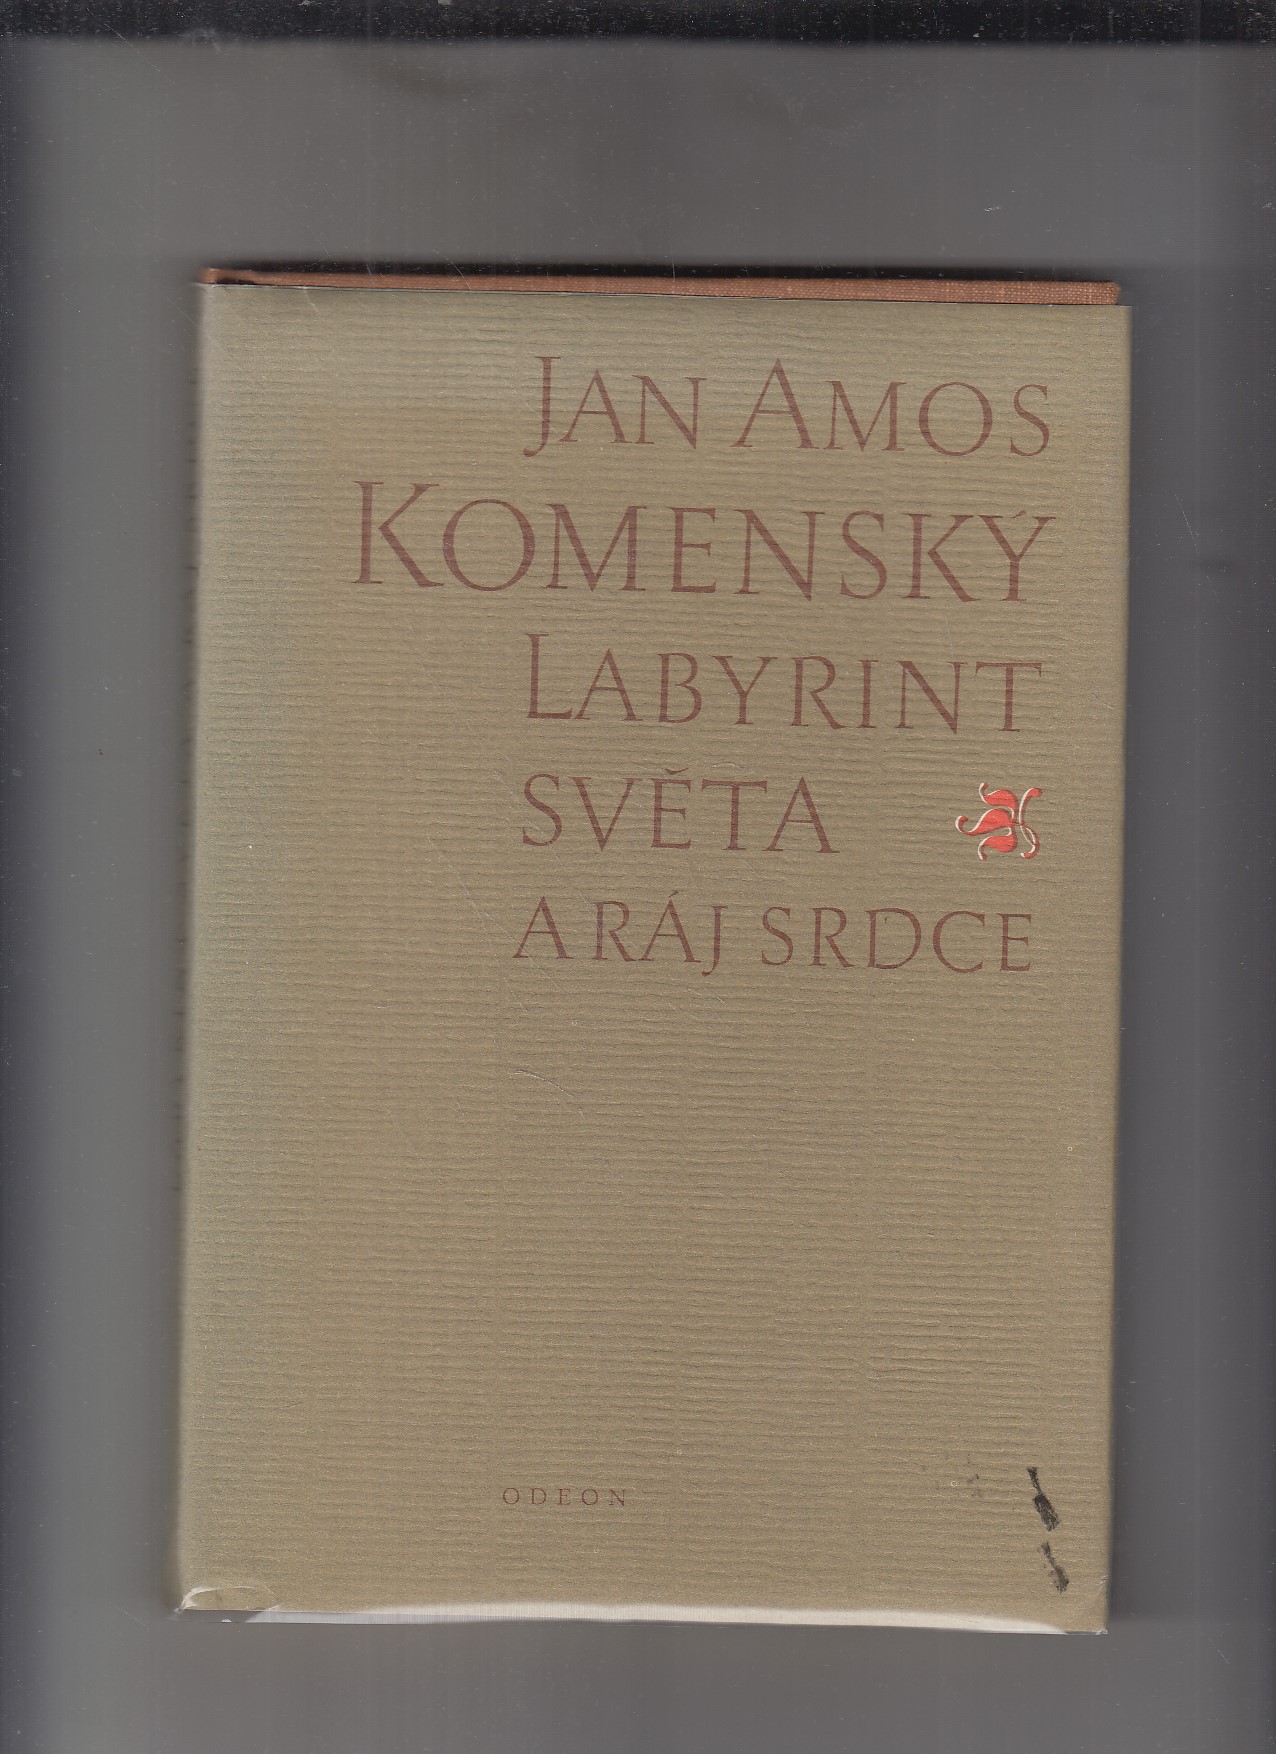 JAN AMOS
KOMENSKÝ
LABYRINT
SVĚTA
A RÁJ SRDCE
ODEON